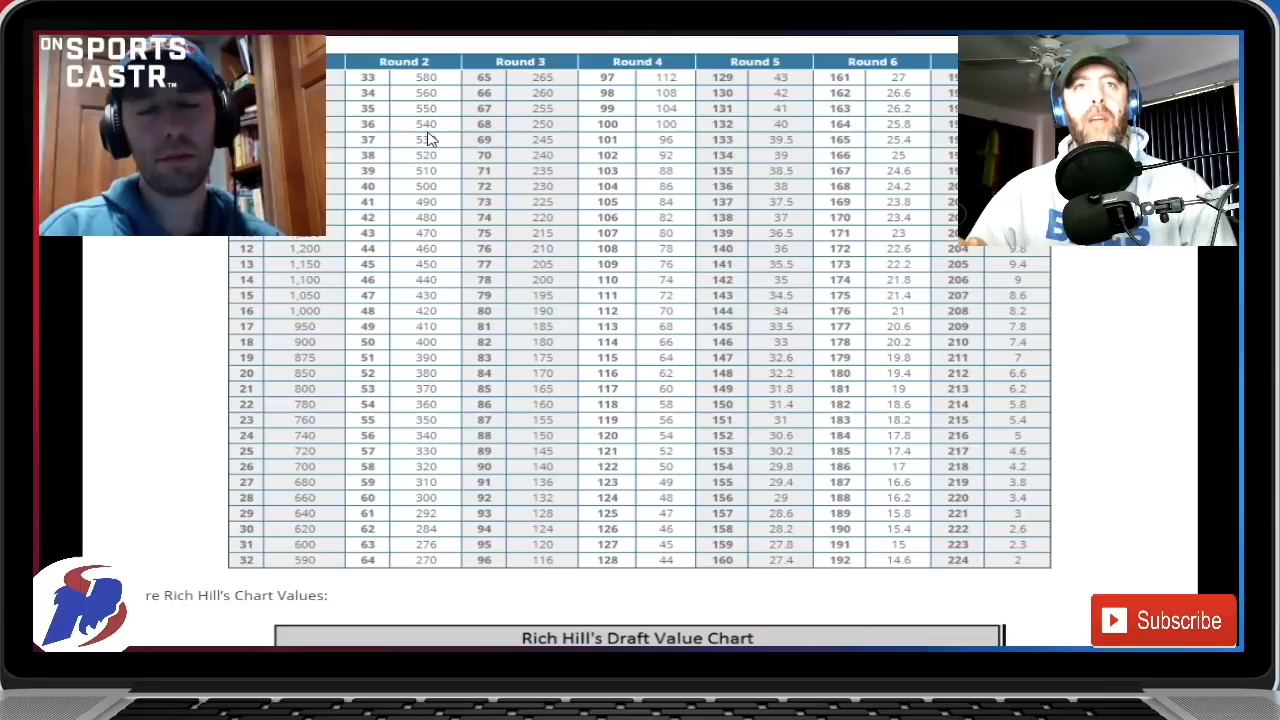 ON SPORTS
CASTR™
Round 2 Round 3 Round 4 Round 5 Round 6
33 580 65 265 97 112 129 43 161 27
34 560 66 260 98 108 130 42 162 26.6
35 550 67 255 99 104 131 41 163 26.2
36 540 68 250 100 100 132 40 164 25.8
37 69 245 101 96 133 39.5 165 25.4
38 520 70 240 102 92 134 39 166 25
39 510 71 235 103 88 135 38.5 167 24.6
40 500 72 230 104 86 136 38 168 24.2
41 490 73 225 105 84 137 37.5 169 23.8
42 480 74 220 106 82 138 37 170 23.4
43 470 75 215 107 80 139 36.5 171 23
12 1,200 44 460 76 210 108 78 140 36 172 22.6 204 9.8
13 1,150 45 450 77 205 109 76 141 35.5 173 22.2 205 9.4
14 1,100 46 440 78 200 110 74 142 35 174 21.8 206 9
15 1,050 47 430 79 195 111 72 143 34.5 175 21.4 207 8.6
16 1,000 48 420 80 190 112 70 144 34 176 21 208 8.2
17 950 49 410 81 185 113 68 145 33.5 177 20.6 209 7.8
18 900 50 400 82 180 114 66 146 33 178 20.2 210 7.4
19 875 51 390 83 175 115 64 147 32.6 179 19.8 211 7
20 850 52 380 84 170 116 62 148 32.2 180 19.4 212 6.6
21 800 53 370 85 165 117 60 149 31.8 181 19 213 6.2
22 780 54 360 86 160 118 58 150 31.4 182 18.6 214 5.8
23 760 55 350 87 155 119 56 151 31 183 18.2 215 5.4
24 740 56 340 88 150 120 54 152 30.6 184 17.8 216 5
25 720 57 330 89 145 121 52 153 30.2 185 17.4 217 4.6
26 700 58 320 90 140 122 50 154 29.8 186 17 218 4.2
27 680 59 310 91 136 123 49 155 29.4 187 16.6 219 3.8
28 660 60 300 92 132 124 48 156 29 188 16.2 220 3.4
29 640 61 292 93 128 125 47 157 28.6 189 15.8 221 3
30 620 62 284 94 124 126 46 158 28.2 190 15.4 222 2.6
31 600 63 276 95 120 127 45 159 27.8 191 15 223 2.3
32 590 64 270 96 116 128 44 160 27.4 192 14.6 224 2
re Rich Hill's Chart Values:
Rich Hill's Draft Value Chart
Subscribe